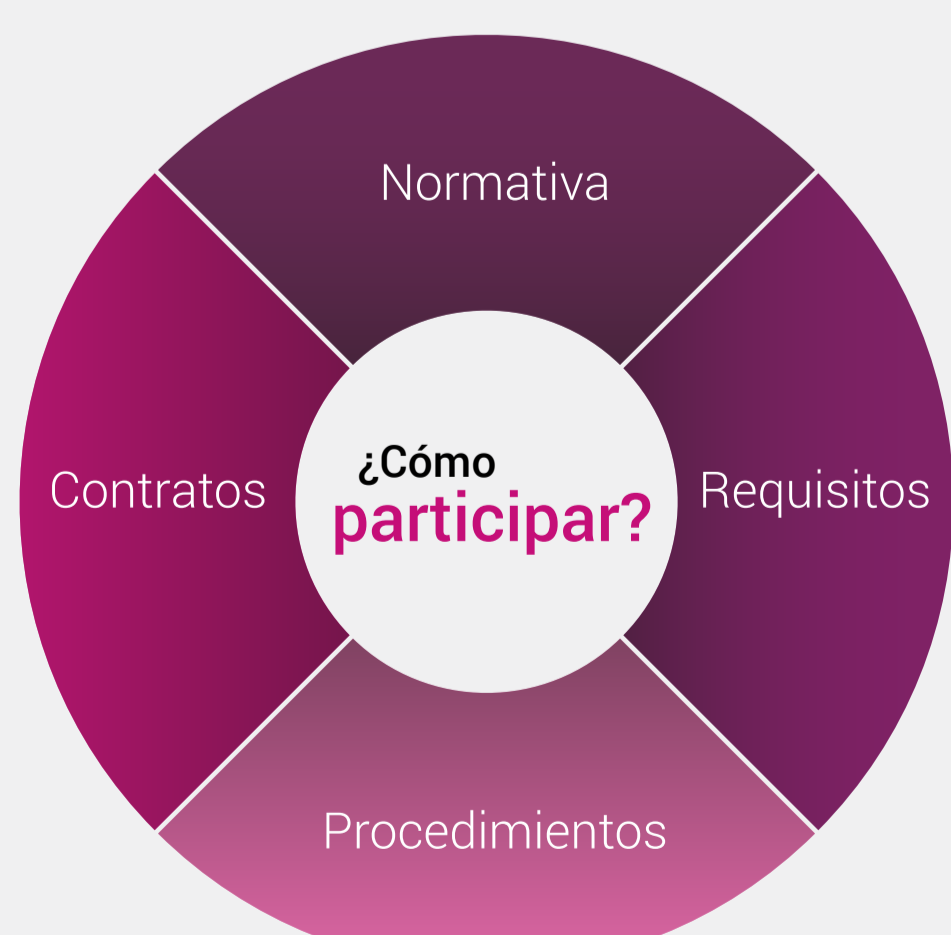 Normativa
Contratos
¿Cómo
participar?
Requisitos
Procedimientos